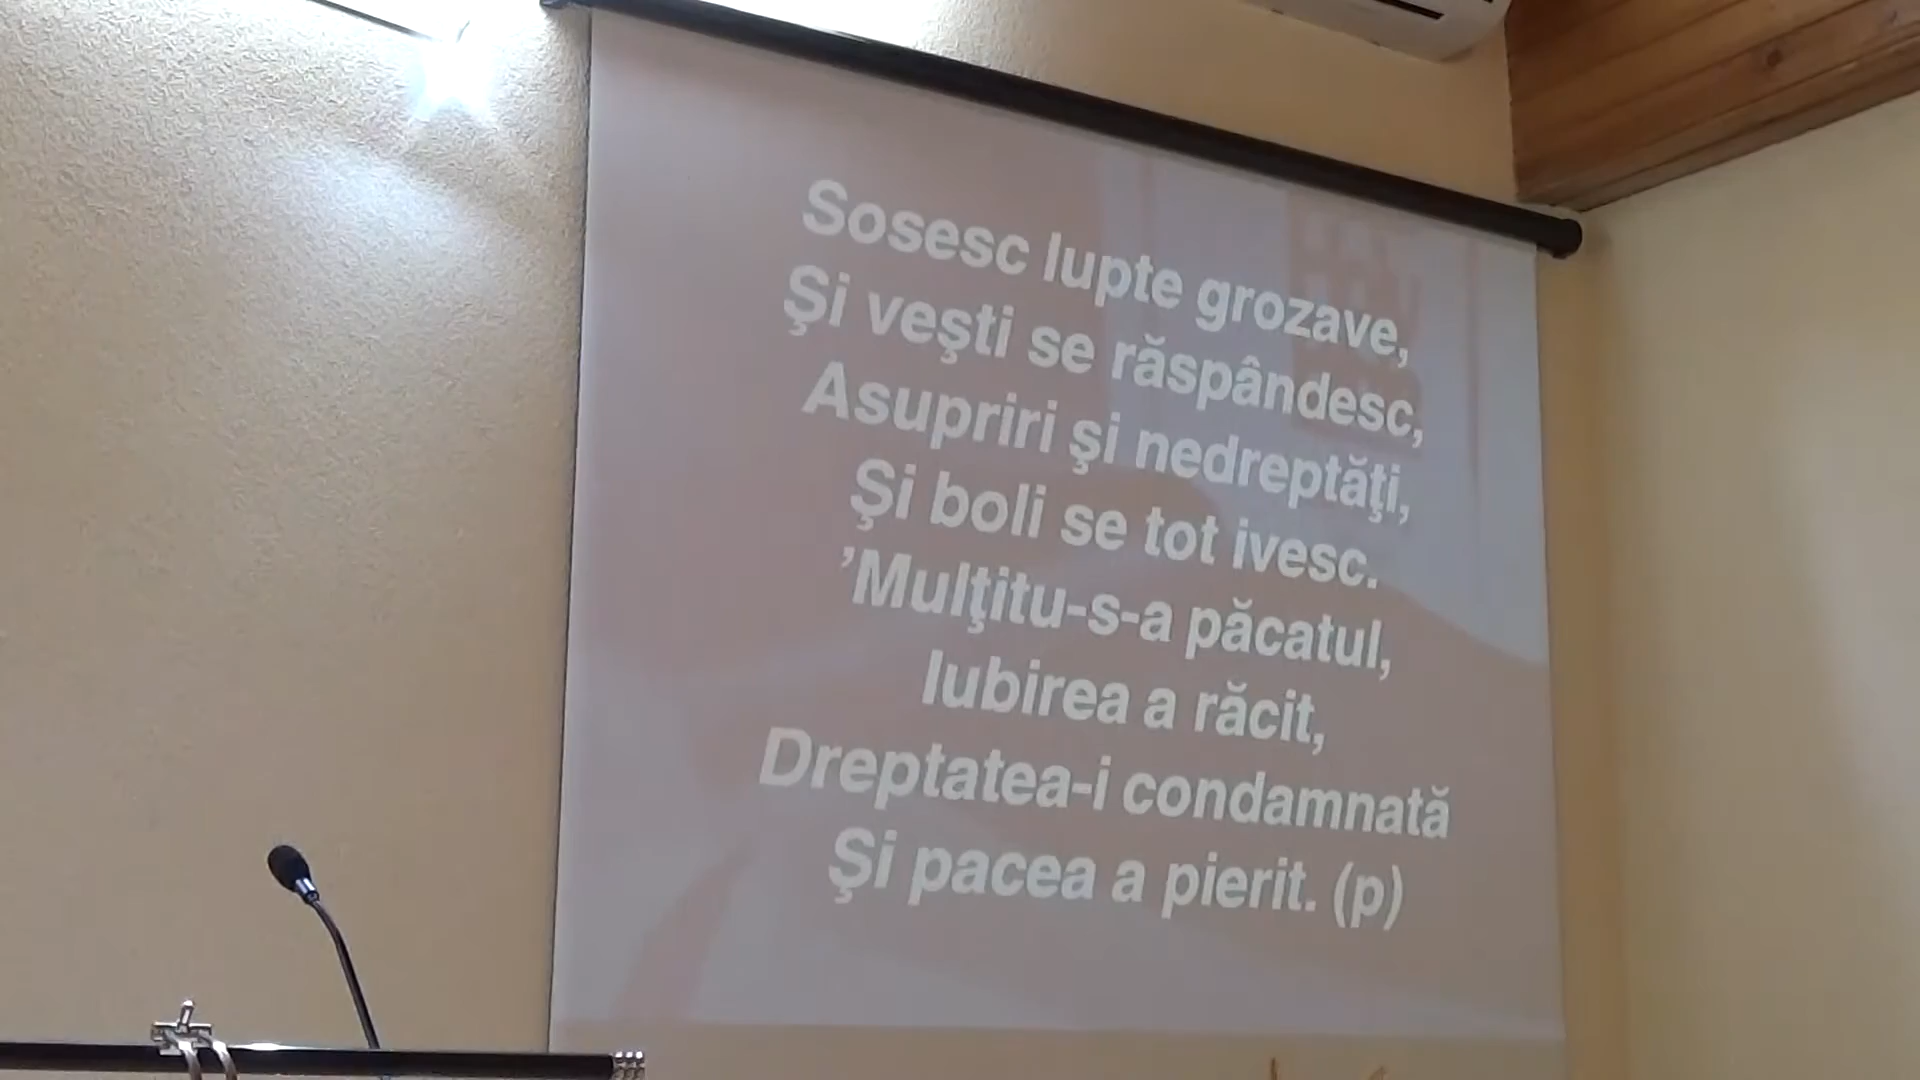 Sosesc lupte grozave,
Şi veşti se răspândesc,
Asupriri şi nedreptăţi,
Şi boli se tot ivesc.
’Mulţitu-s-a păcatul,
Iubirea a răcit,
Dreptatea-i condamnată
Şi pacea a pierit. (p)